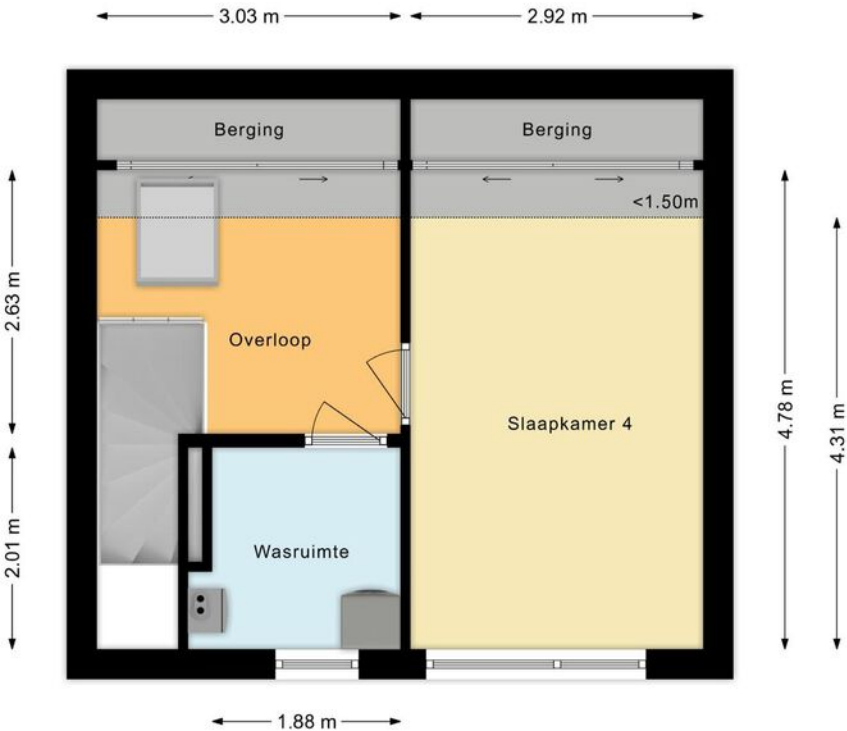 3.03 m
2.92 m
Berging
Berging
<1.50m
2.63 m
Overloop
4.78 m
4.31 m
Slaapkamer 4
2.01 m
Wasruimte
1.88 m